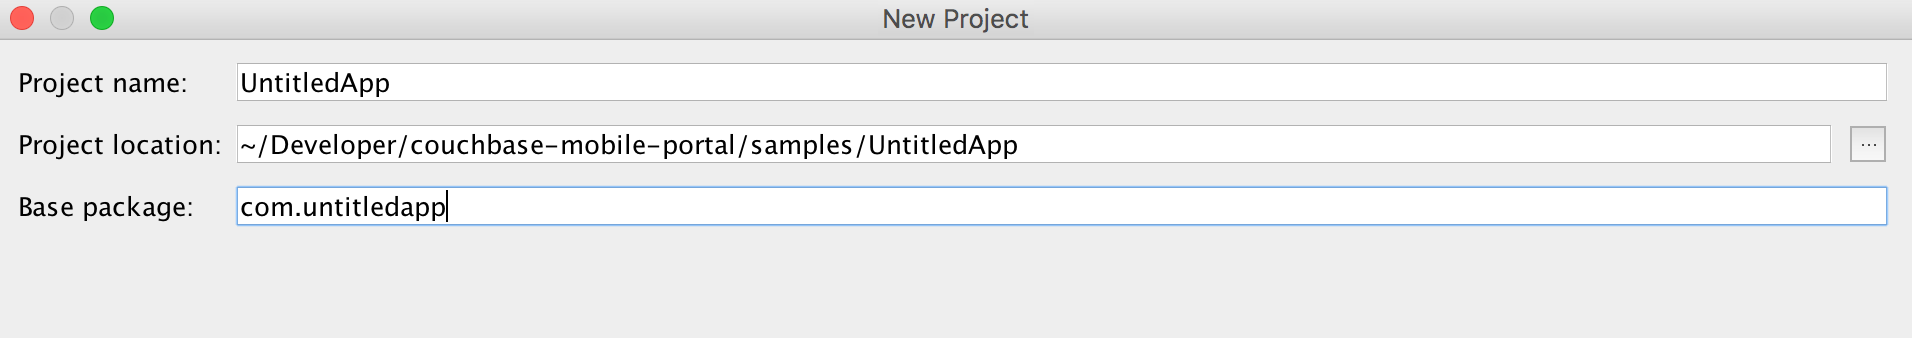 New Project
Project name: UntitledApp
Project location: ~/Developer/couchbase-mobile-portal/samples/UntitledApp ...
Base package: com.untitledapp